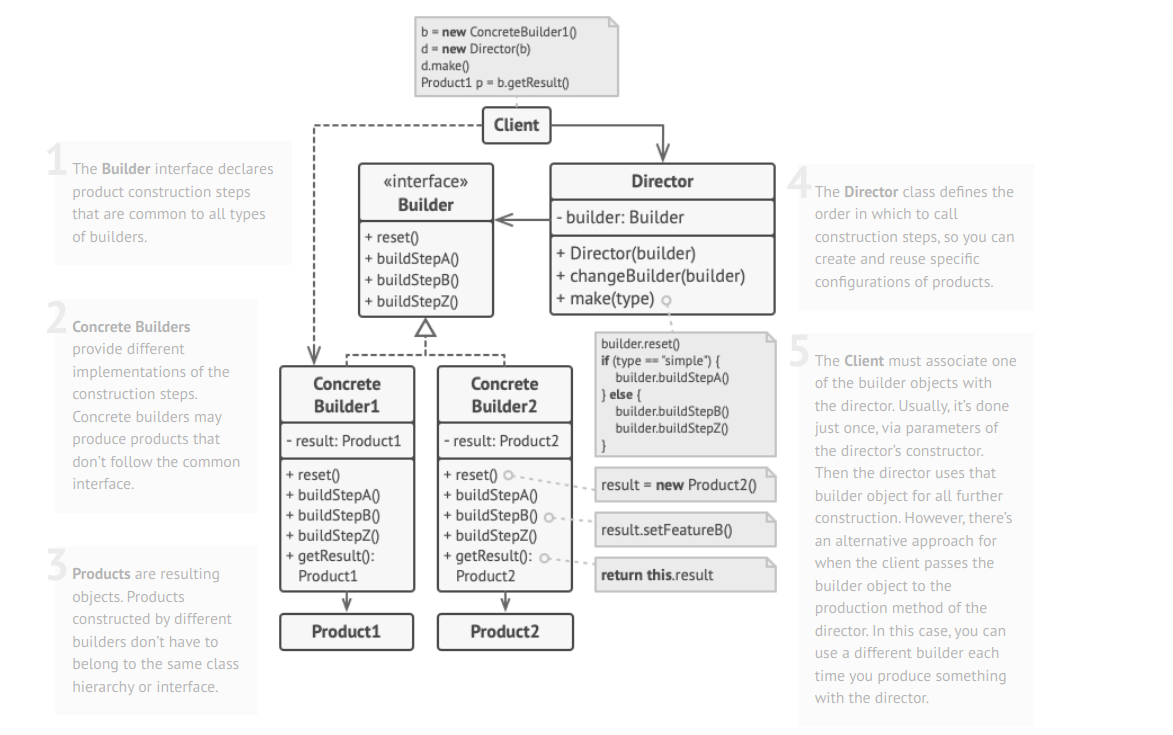 b = new ConcreteBuilder1()
d = new Director(b)
d.make()
Product1 p = b.getResult()
Client
1
The Builder interface declares
product construction steps
that are common to all types
of builders.
«interface»
Builder
+ reset()
+ buildStepA()
+ buildStepB()
+ buildStepZ()
Director
- builder: Builder
+ Director(builder)
+ changeBuilder(builder)
+ make(type)
4
The Director class defines the
order in which to call
construction steps, so you can
create and reuse specific
configurations of products.
2
Concrete Builders
provide different
implementations of the
construction steps.
Concrete builders may
produce products that
don’t follow the common
interface.
builder.reset()
if (type == "simple") {
builder.buildStepA()
} else {
builder.buildStepB()
builder.buildStepZ()
}
Concrete
Builder1
- result: Product1
+ reset()
+ buildStepA()
+ buildStepB()
+ buildStepZ()
+ getResult():
Product1
Concrete
Builder2
- result: Product2
+ reset()
+ buildStepA()
+ buildStepB()
+ buildStepZ()
+ getResult():
Product2
result = new Product2()
result.setFeatureB()
return this.result
3
Products are resulting
objects. Products
constructed by different
builders don’t have to
belong to the same class
hierarchy or interface.
Product1
Product2
5
The Client must associate one
of the builder objects with
the director. Usually, it’s done
just once, via parameters of
the director’s constructor.
Then the director uses that
builder object for all further
construction. However, there’s
an alternative approach for
when the client passes the
builder object to the
production method of the
director. In this case, you can
use a different builder each
time you produce something
with the director.